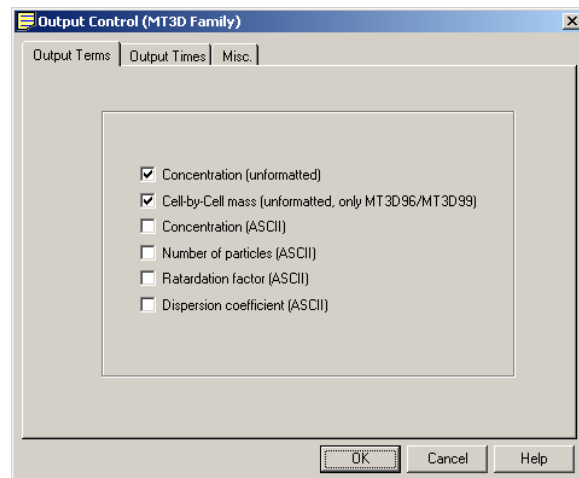 Output Control (MT3D Family)
Output Terms Output Times Misc.
Concentration (unformatted)
Cell-by-Cell mass (unformatted, only MT3D96/MT3D99)
Concentration (ASCII)
Number of particles (ASCII)
Ratardation factor (ASCII)
Dispersion coefficient (ASCII)
OK Cancel Help